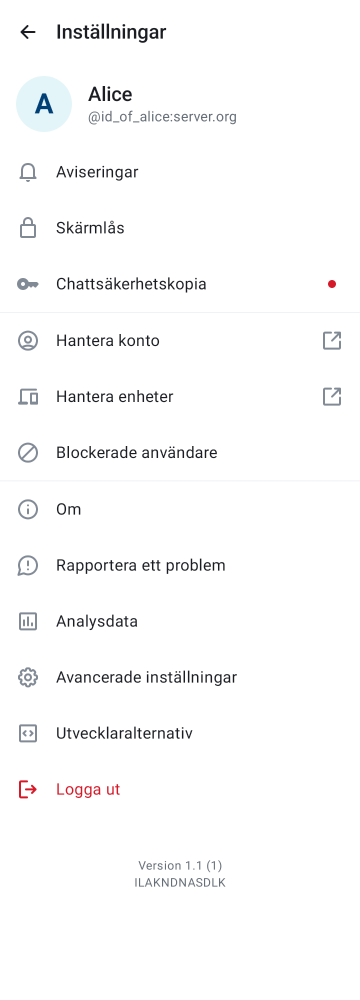 Inställningar
A
Alice
@id_of_alice:server.org
Aviseringar
Skärmlås
Chattsäkerhetskopia
Hantera konto
Hantera enheter
Blockerade användare
Om
Rapportera ett problem
Analysdata
Avancerade inställningar
Utvecklaralternativ
Logga ut
Version 1.1 (1)
ILAKNDNASDLK